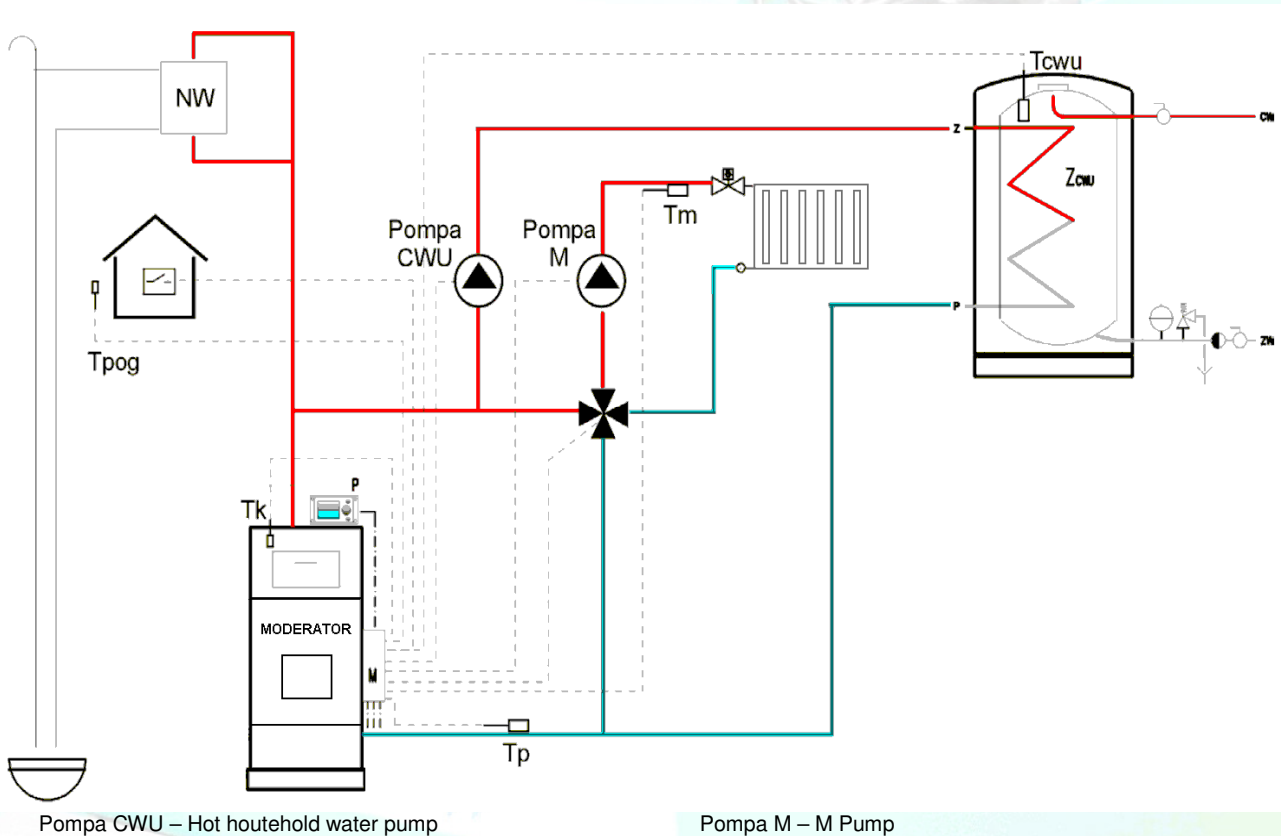 Tcwu
NW
CW
Z
Zcwu
Tm
Pompa
CWU
Pompa
M
P
ZW
Tpog
P
Tk
MODERATOR
M
Tp
Pompa CWU – Hot houtehold water pump
Pompa M – M Pump